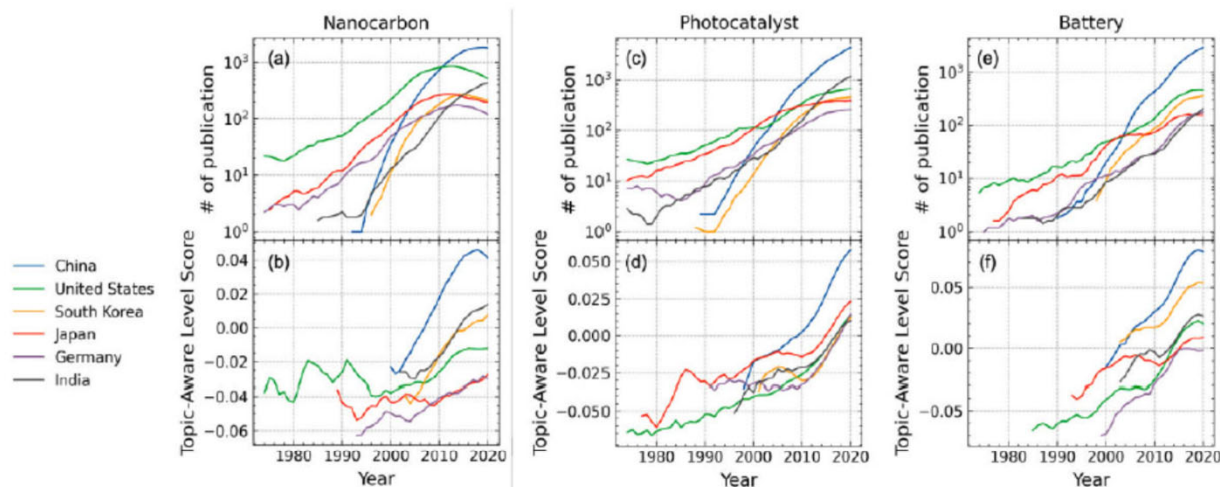 Nanocarbon
Photocatalyst
Battery
(a)
(c)
(e)
# of publication
10³
10²
10¹
10⁰
# of publication
10³
10²
10¹
10⁰
# of publication
10³
10²
10¹
10⁰
China
United States
South Korea
Japan
Germany
India
(b)
(d)
(f)
Topic-Aware Level Score
0.04
0.02
0.00
−0.02
−0.04
−0.06
Topic-Aware Level Score
0.050
0.025
0.000
−0.025
−0.050
Topic-Aware Level Score
0.05
0.00
−0.05
1980 1990 2000 2010 2020
1980 1990 2000 2010 2020
1980 1990 2000 2010 2020
Year
Year
Year